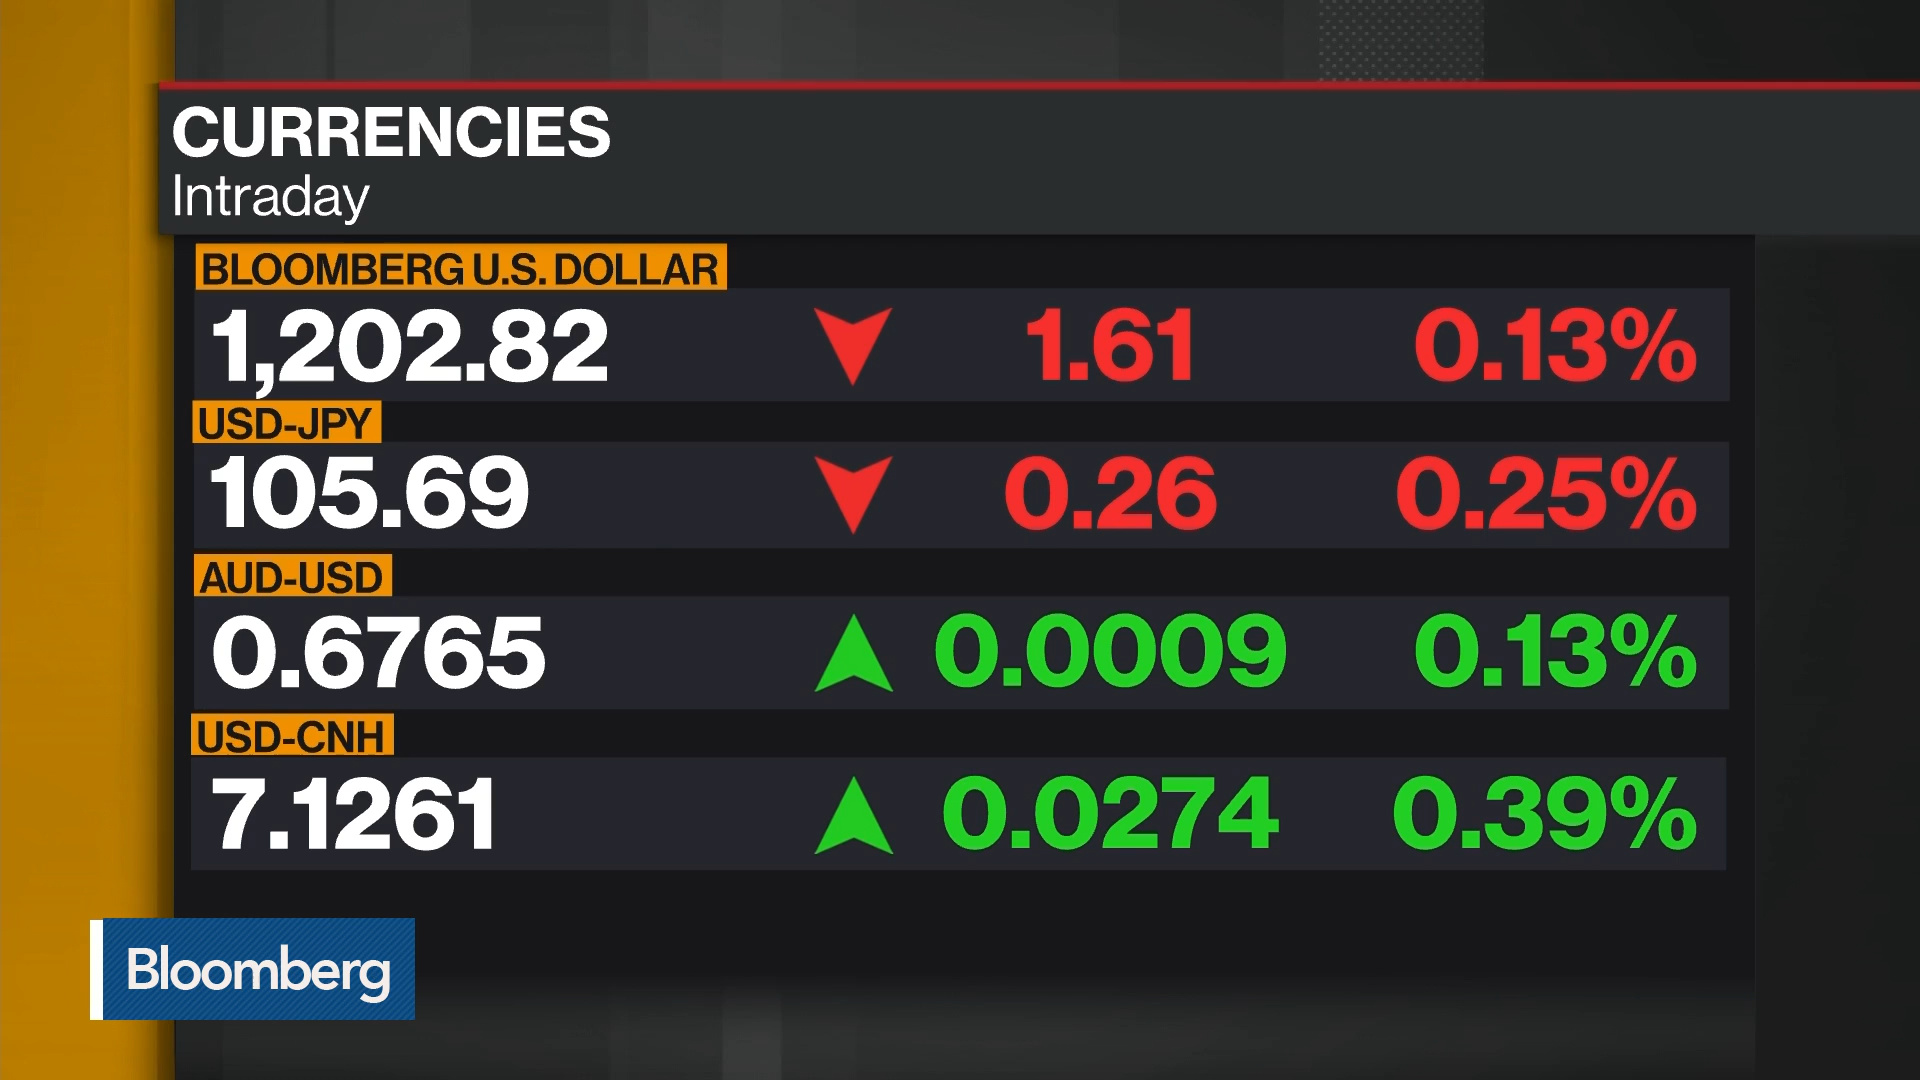 CURRENCIES
Intraday
BLOOMBERG U.S. DOLLAR
1,202.82 1.61 0.13%
USD-JPY
105.69 0.26 0.25%
AUD-USD
0.6765 0.0009 0.13%
USD-CNH
7.1261 0.0274 0.39%
Bloomberg